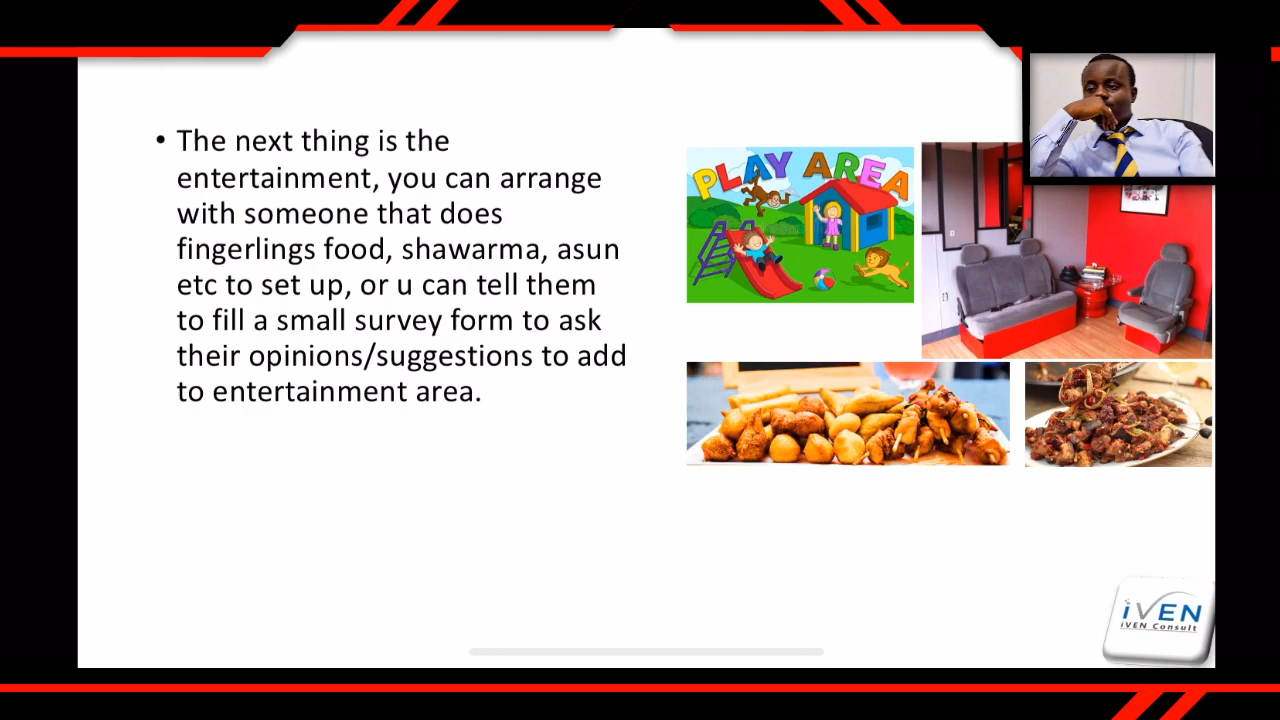 • The next thing is the
entertainment, you can arrange
with someone that does
fingerlings food, shawarma, asun
etc to set up, or u can tell them
to fill a small survey form to ask
their opinions/suggestions to add
to entertainment area.
PLAY AREA
iVEN
iVEN Consult